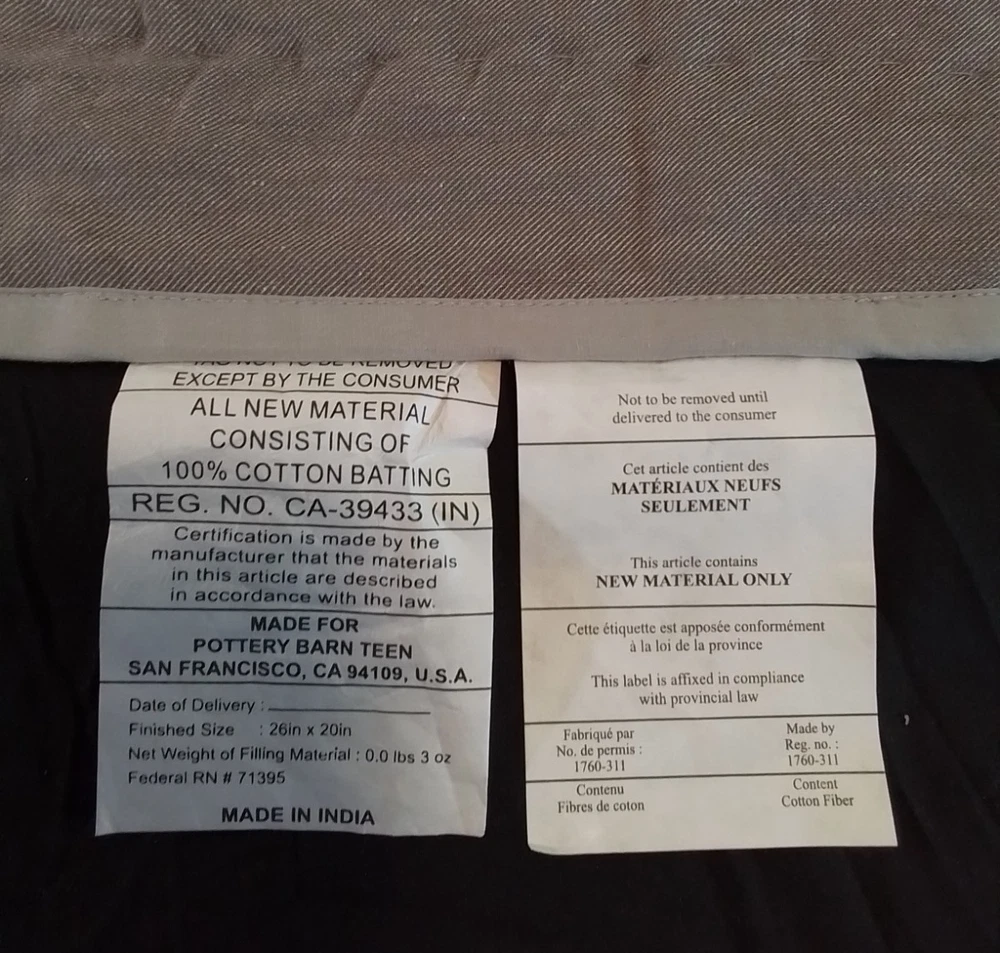 TAG NOT TO BE REMOVED
EXCEPT BY THE CONSUMER
ALL NEW MATERIAL
CONSISTING OF
100% COTTON BATTING
REG. NO. CA-39433 (IN)
Certification is made by the
manufacturer that the materials
in this article are described
in accordance with the law.
MADE FOR
POTTERY BARN TEEN
SAN FRANCISCO, CA 94109, U.S.A.
Date of Delivery :
Finished Size : 26in x 20in
Net Weight of Filling Material : 0.0 lbs 3 oz
Federal RN # 71395
MADE IN INDIA
Not to be removed until
delivered to the consumer
Cet article contient des
MATÉRIAUX NEUFS
SEULEMENT
This article contains
NEW MATERIAL ONLY
Cette étiquette est apposée conformément
à la loi de la province
This label is affixed in compliance
with provincial law
Fabriqué par
No. de permis :
1760-311
Made by
Reg. no. :
1760-311
Contenu
Fibres de coton
Content
Cotton Fiber